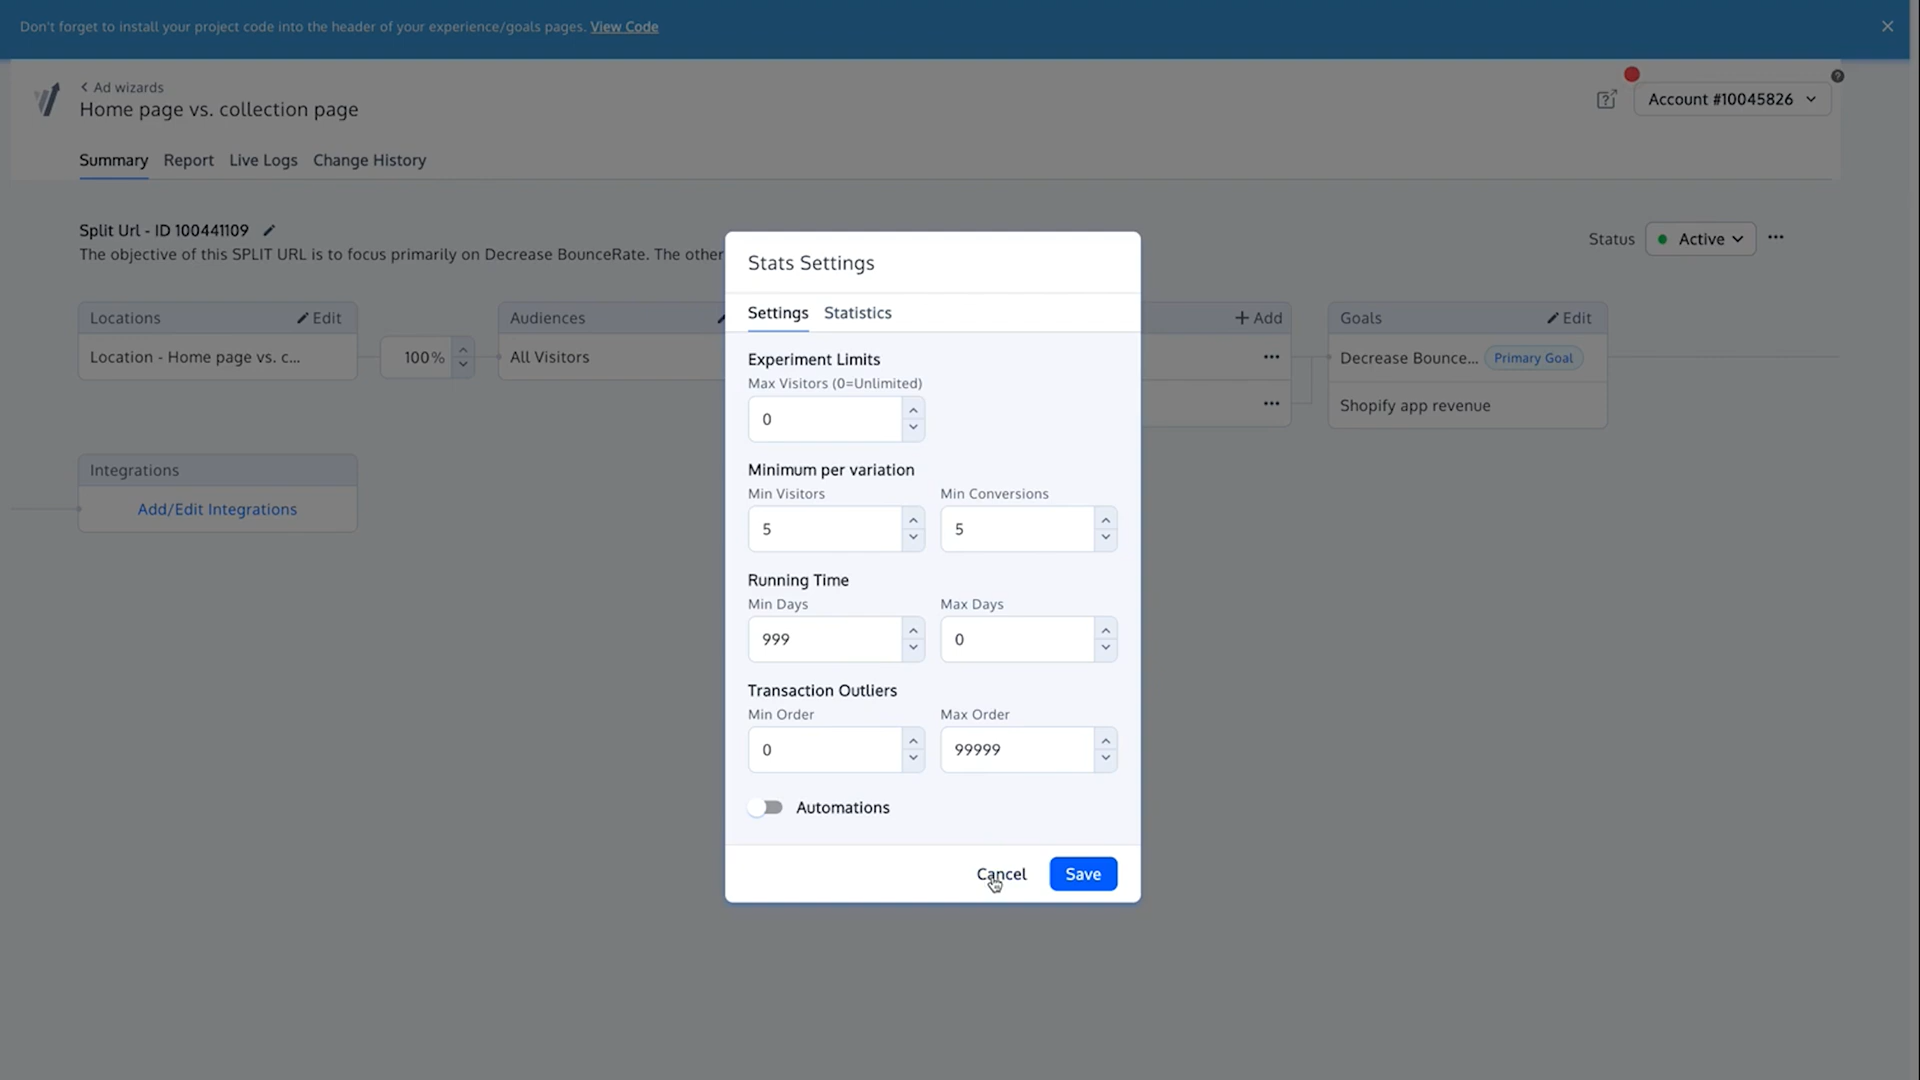 Don't forget to install your project code into the header of your experience/goals pages. View Code
Ad wizards
Home page vs. collection page
Account #10045826
Summary Report Live Logs Change History
Split Url - ID 100441109
The objective of this SPLIT URL is to focus primarily on Decrease BounceRate. The other
Status Active
Locations Edit
Location - Home page vs. c...
100%
Audiences
All Visitors
Add
Goals Edit
Decrease Bounce... Primary Goal
Shopify app revenue
Integrations
Add/Edit Integrations
Stats Settings
Settings Statistics
Experiment Limits
Max Visitors (0=Unlimited)
0
Minimum per variation
Min Visitors Min Conversions
5 5
Running Time
Min Days Max Days
999 0
Transaction Outliers
Min Order Max Order
0 99999
Automations
Cancel Save